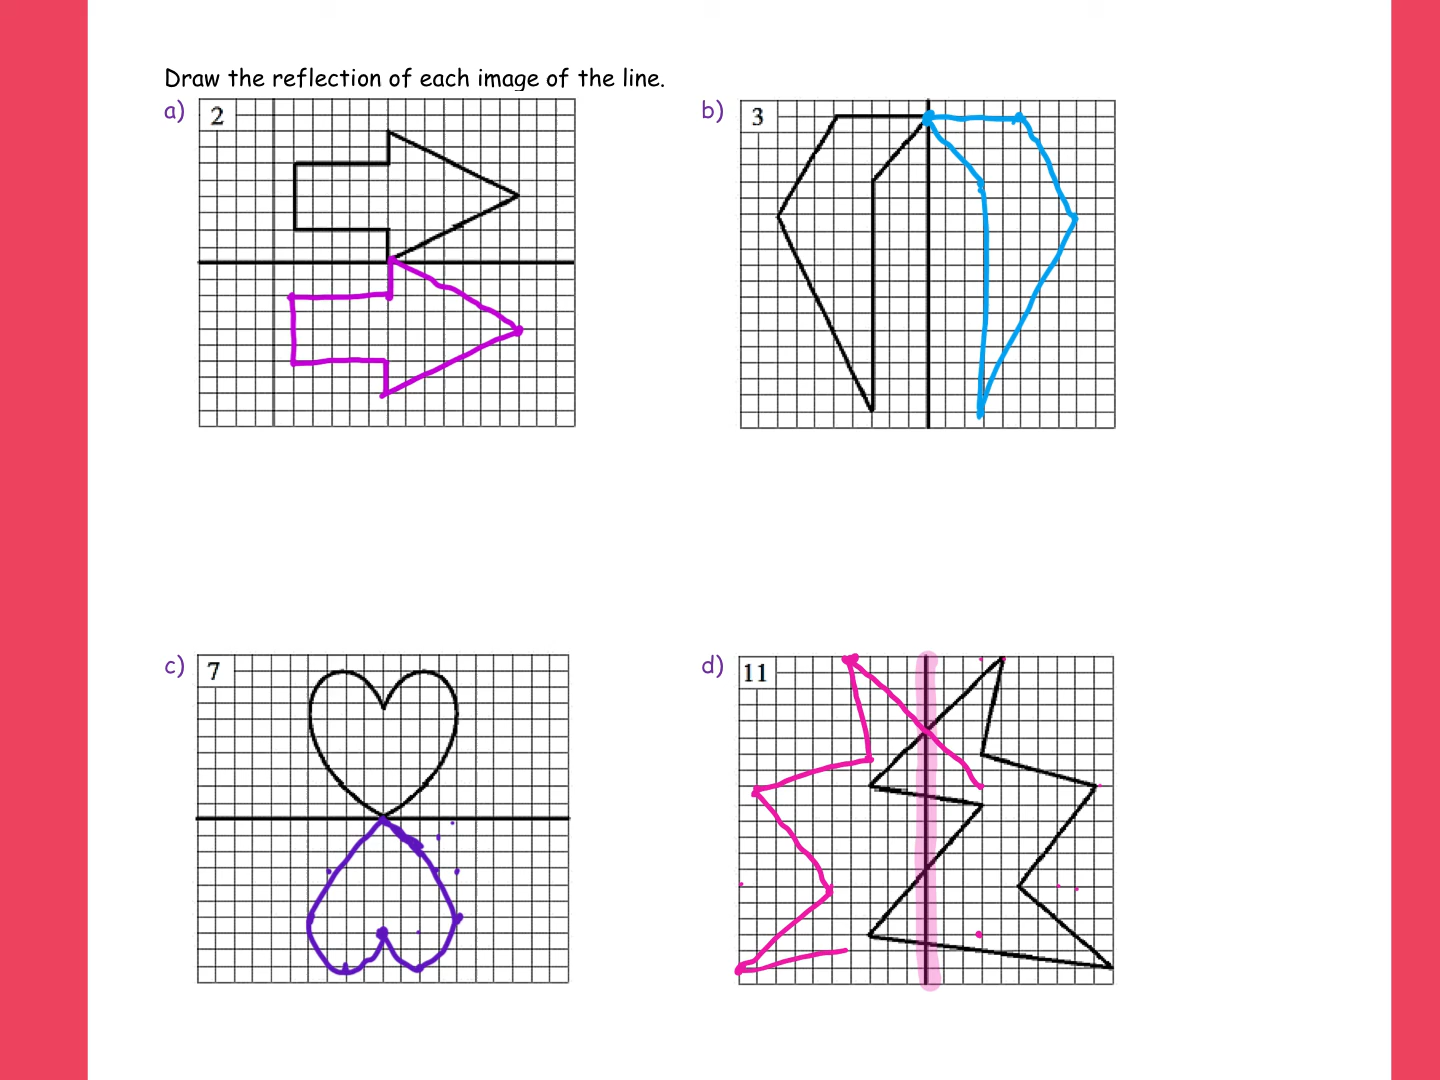 Draw the reflection of each image of the line.
a) 2
b) 3
c) 7
d) 11